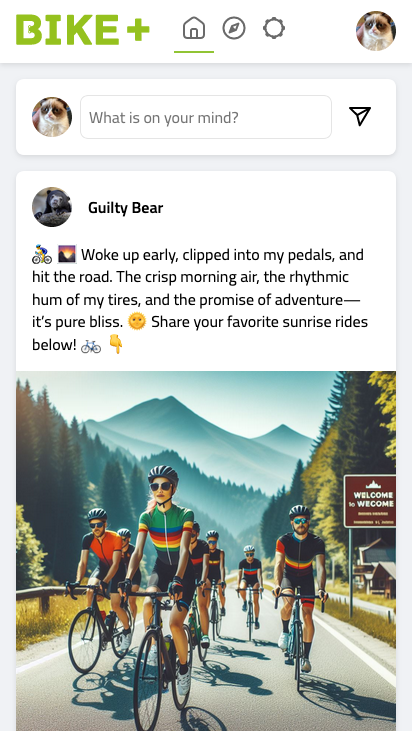 BIKE+
What is on your mind?
Guilty Bear
🚴 🌄 Woke up early, clipped into my pedals, and
hit the road. The crisp morning air, the rhythmic
hum of my tires, and the promise of adventure—
it’s pure bliss. 🌞 Share your favorite sunrise rides
below! 🚲 👇
WELCOME
to WECOME